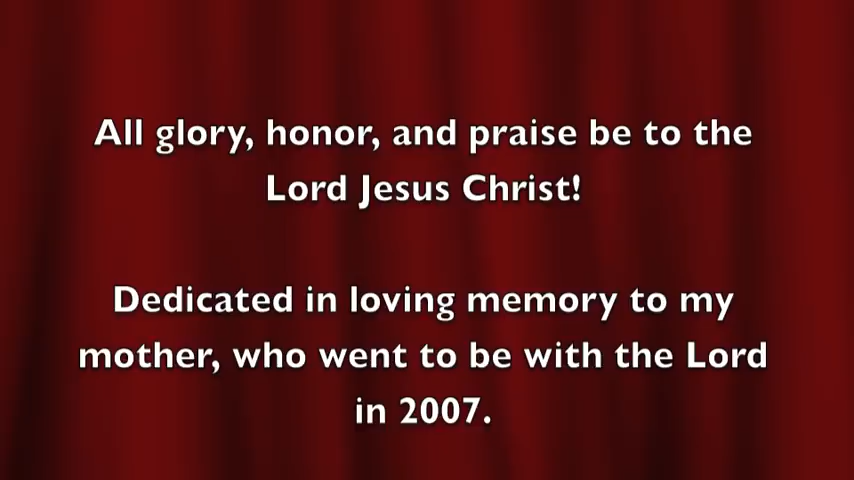 All glory, honor, and praise be to the
Lord Jesus Christ!
Dedicated in loving memory to my
mother, who went to be with the Lord
in 2007.